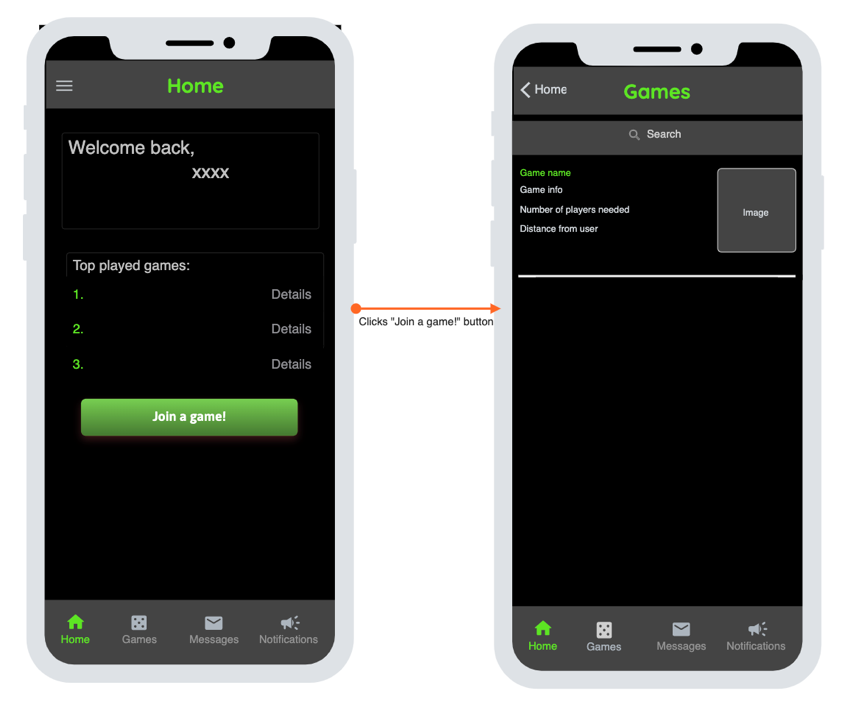 Home
Welcome back,
xxxx
Top played games:
1. Details
2. Details
3. Details
Join a game!
Home Games Messages Notifications
Clicks "Join a game!" button
Home Games
Search
Game name
Game info
Number of players needed
Distance from user
Image
Home Games Messages Notifications